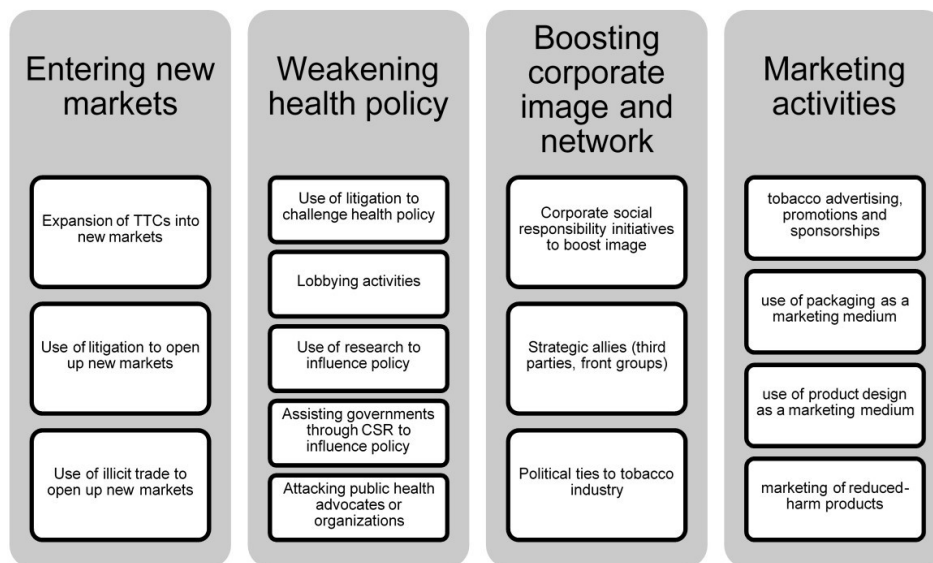 Entering new
markets
Expansion of TTCs into
new markets
Use of litigation to open
up new markets
Use of illicit trade to
open up new markets
Weakening
health policy
Use of litigation to
challenge health policy
Lobbying activities
Use of research to
influence policy
Assisting governments
through CSR to
influence policy
Attacking public health
advocates or
organizations
Boosting
corporate
image and
network
Corporate social
responsibility initiatives
to boost image
Strategic allies (third
parties, front groups)
Political ties to tobacco
industry
Marketing
activities
tobacco advertising,
promotions and
sponsorships
use of packaging as a
marketing medium
use of product design
as a marketing medium
marketing of reduced-
harm products